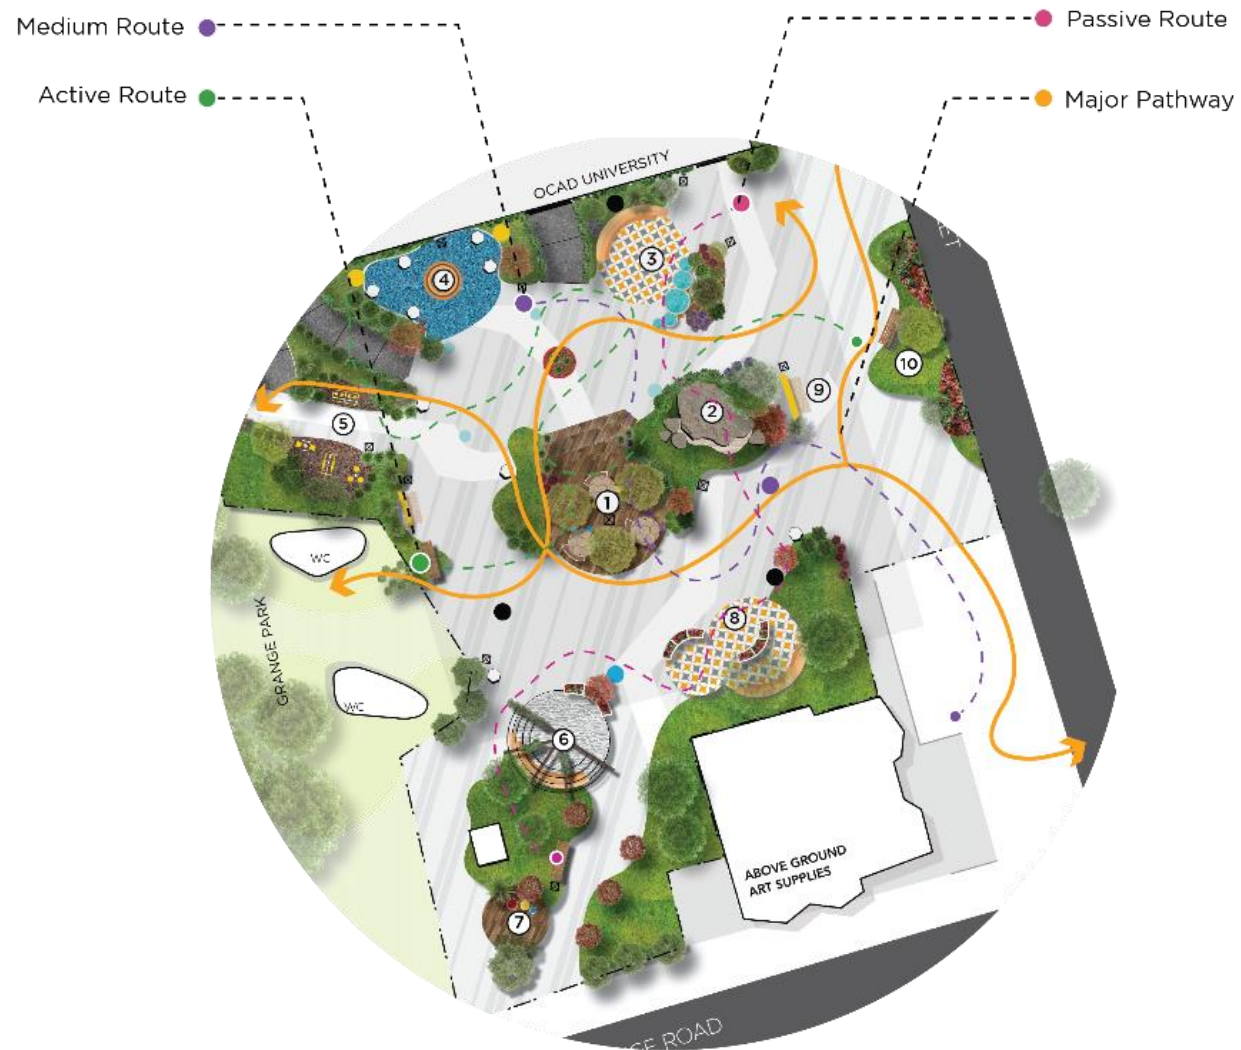 Medium Route
Passive Route
Active Route
Major Pathway
OCAD UNIVERSITY
3
4
10
2
9
5
1
WC
GRANGE PARK
8
WC
6
ABOVE GROUND
ART SUPPLIES
7
ROAD